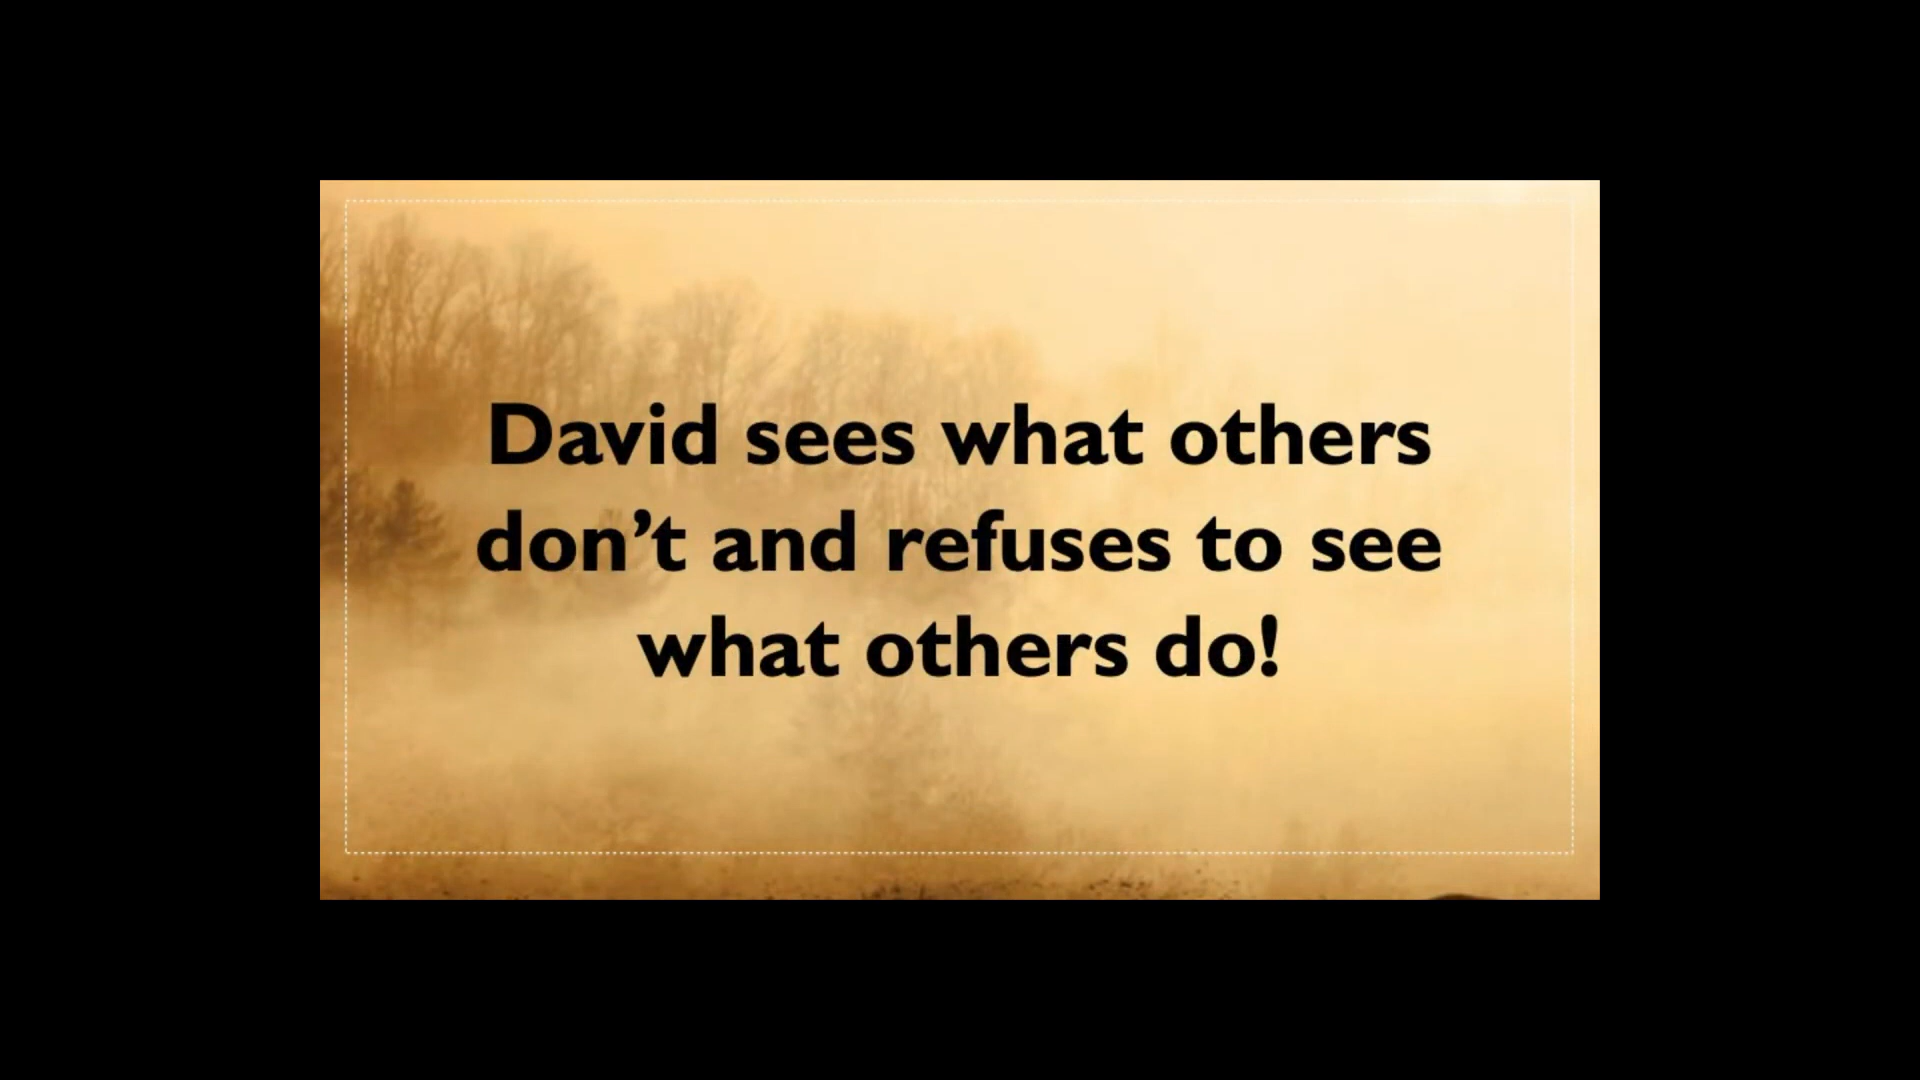 David sees what others
don’t and refuses to see
what others do!